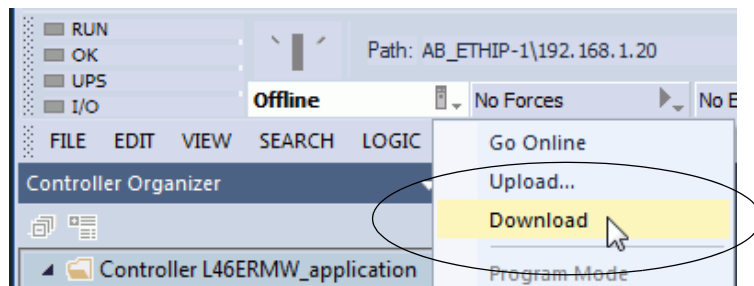 RUN
OK
UPS
I/O
Path: AB_ETHIP-1\192.168.1.20
Offline
No Forces
No E
FILE EDIT VIEW SEARCH LOGIC
Go Online
Controller Organizer
Upload...
Download
Controller L46ERMW_application
Program Mode